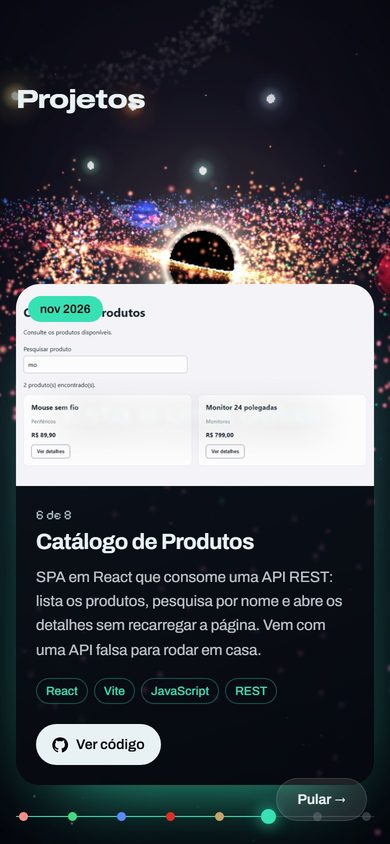 Projetos
nov 2026
rodutos
Consulte os produtos disponíveis.
Pesquisar produto
mo
2 produto(s) encontrado(s).
Mouse sem fio
Periféricos
R$ 89,90
Ver detalhes
Monitor 24 polegadas
Monitores
R$ 799,00
Ver detalhes
6 de 8
Catálogo de Produtos
SPA em React que consome uma API REST:
lista os produtos, pesquisa por nome e abre os
detalhes sem recarregar a página. Vem com
uma API falsa para rodar em casa.
React
Vite
JavaScript
REST
Ver código
Pular →